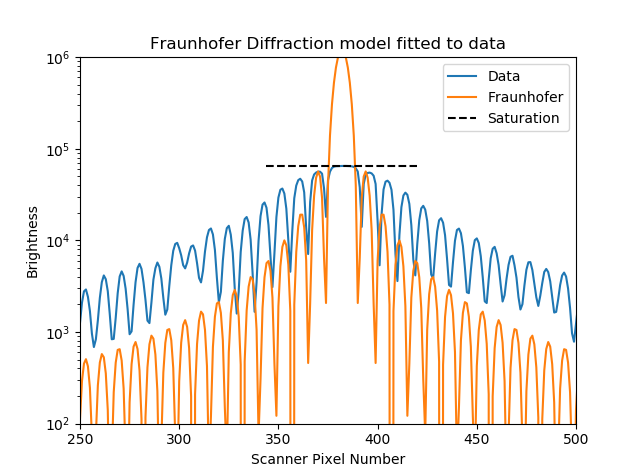 Fraunhofer Diffraction model fitted to data
Brightness
10^6
10^5
10^4
10^3
10^2
Data
Fraunhofer
Saturation
250 300 350 400 450 500
Scanner Pixel Number